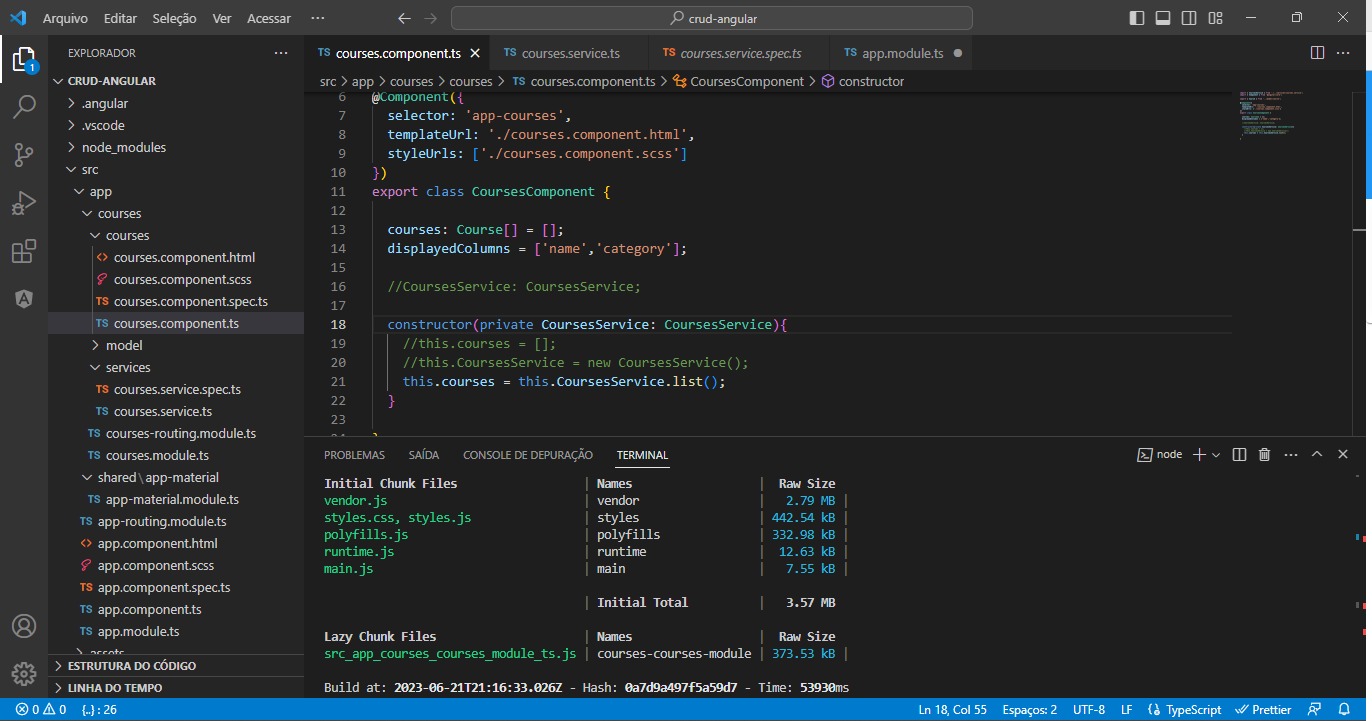 Arquivo Editar Seleção Ver Acessar ··· crud-angular
EXPLORADOR ···
CRUD-ANGULAR
.angular
.vscode
node_modules
src
app
courses
courses
courses.component.html
courses.component.scss
TS courses.component.spec.ts
TS courses.component.ts
model
services
TS courses.service.spec.ts
TS courses.service.ts
TS courses-routing.module.ts
TS courses.module.ts
shared \ app-material
TS app-material.module.ts
TS app-routing.module.ts
app.component.html
app.component.scss
TS app.component.spec.ts
TS app.component.ts
TS app.module.ts
assets
ESTRUTURA DO CÓDIGO
LINHA DO TEMPO
1
TS courses.component.ts TS courses.service.ts TS courses.service.spec.ts TS app.module.ts
src > app > courses > courses > TS courses.component.ts > CoursesComponent > constructor
6 @Component({
7 selector: 'app-courses',
8 templateUrl: './courses.component.html',
9 styleUrls: ['./courses.component.scss']
10 })
11 export class CoursesComponent {
12
13 courses: Course[] = [];
14 displayedColumns = ['name','category'];
15
16 //CoursesService: CoursesService;
17
18 constructor(private CoursesService: CoursesService){
19 //this.courses = [];
20 //this.CoursesService = new CoursesService();
21 this.courses = this.CoursesService.list();
22 }
23
24 }
PROBLEMAS SAÍDA CONSOLE DE DEPURAÇÃO TERMINAL node
Initial Chunk Files | Names | Raw Size
vendor.js | vendor | 2.79 MB |
styles.css, styles.js | styles | 442.54 kB |
polyfills.js | polyfills | 332.98 kB |
runtime.js | runtime | 12.63 kB |
main.js | main | 7.55 kB |
| Initial Total | 3.57 MB
Lazy Chunk Files | Names | Raw Size
src_app_courses_courses_module_ts.js | courses-courses-module | 373.53 kB |
Build at: 2023-06-21T21:16:33.026Z - Hash: 0a7d9a497f5a59d7 - Time: 53930ms
0 0 {..} : 26 Ln 18, Col 55 Espaços: 2 UTF-8 LF TypeScript Prettier